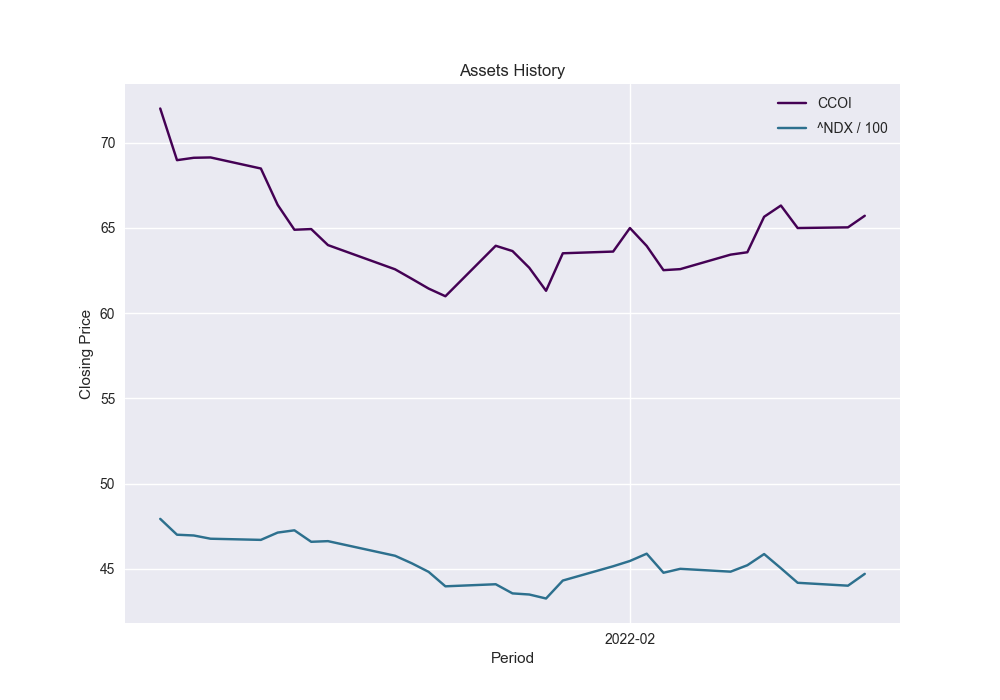 Assets History
CCOI
^NDX / 100
70
65
60
55
50
45
Closing Price
2022-02
Period